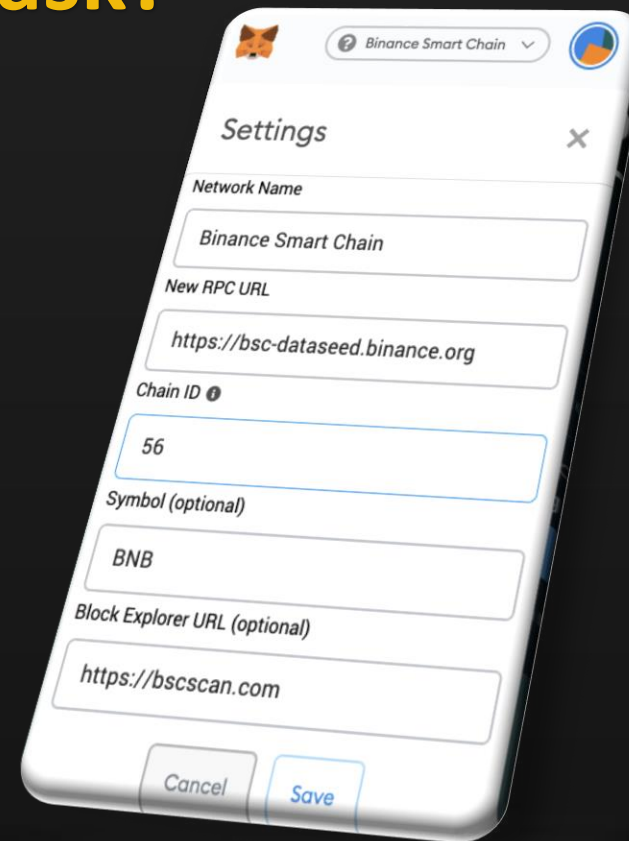 Binance Smart Chain
Settings
Network Name
Binance Smart Chain
New RPC URL
https://bsc-dataseed.binance.org
Chain ID
56
Symbol (optional)
BNB
Block Explorer URL (optional)
https://bscscan.com
Cancel
Save